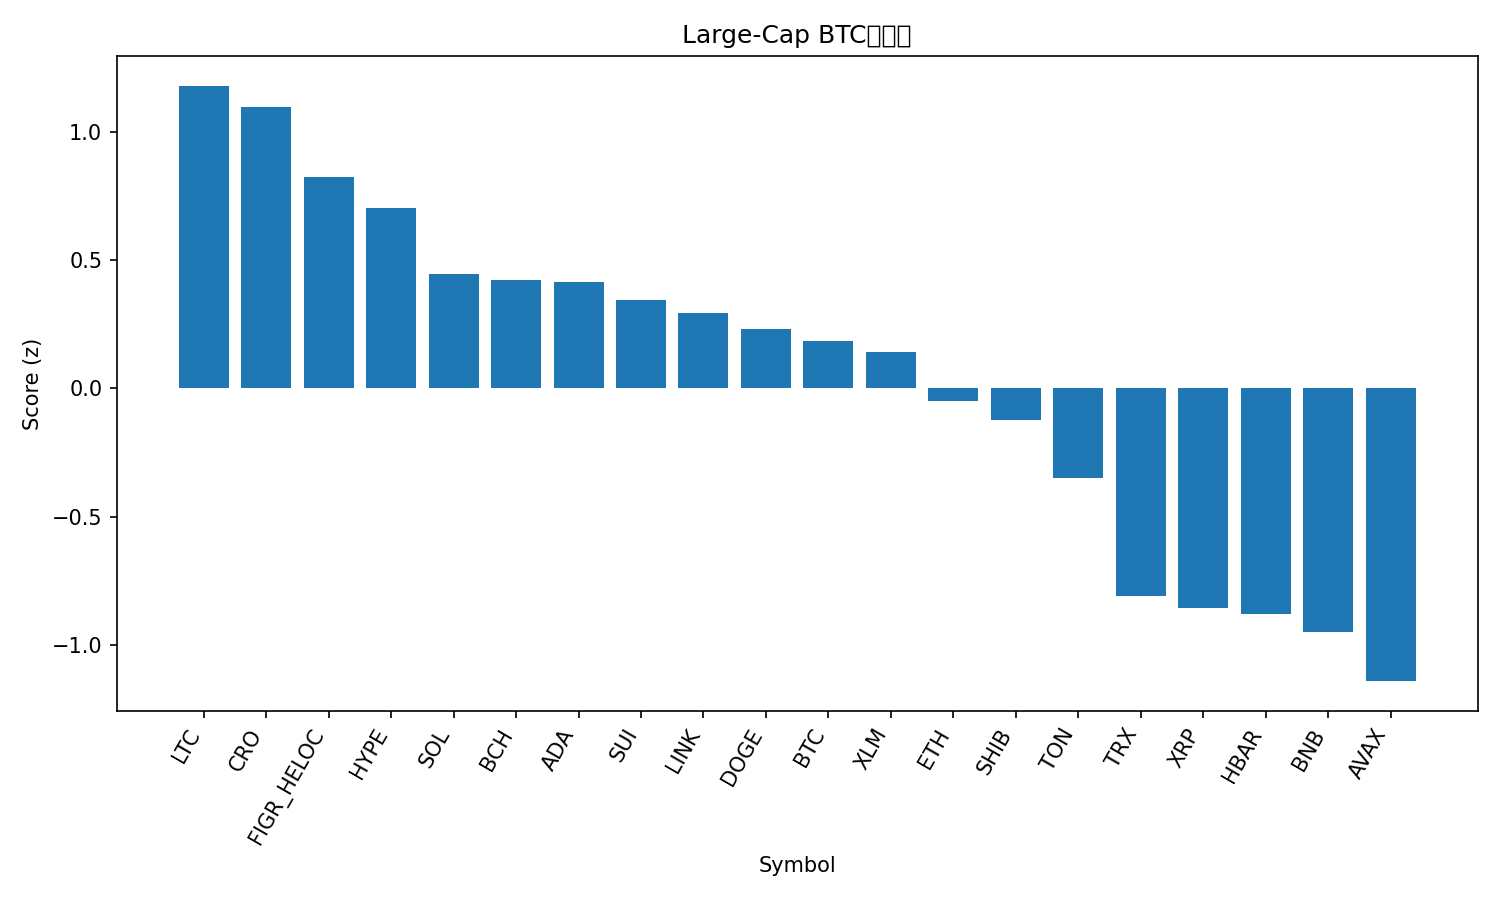 Large-Cap BTC
Score (z)
1.0
0.5
0.0
−0.5
−1.0
LTC
CRO
FIGR_HELOC
HYPE
SOL
BCH
ADA
SUI
LINK
DOGE
BTC
XLM
ETH
SHIB
TON
TRX
XRP
HBAR
BNB
AVAX
Symbol